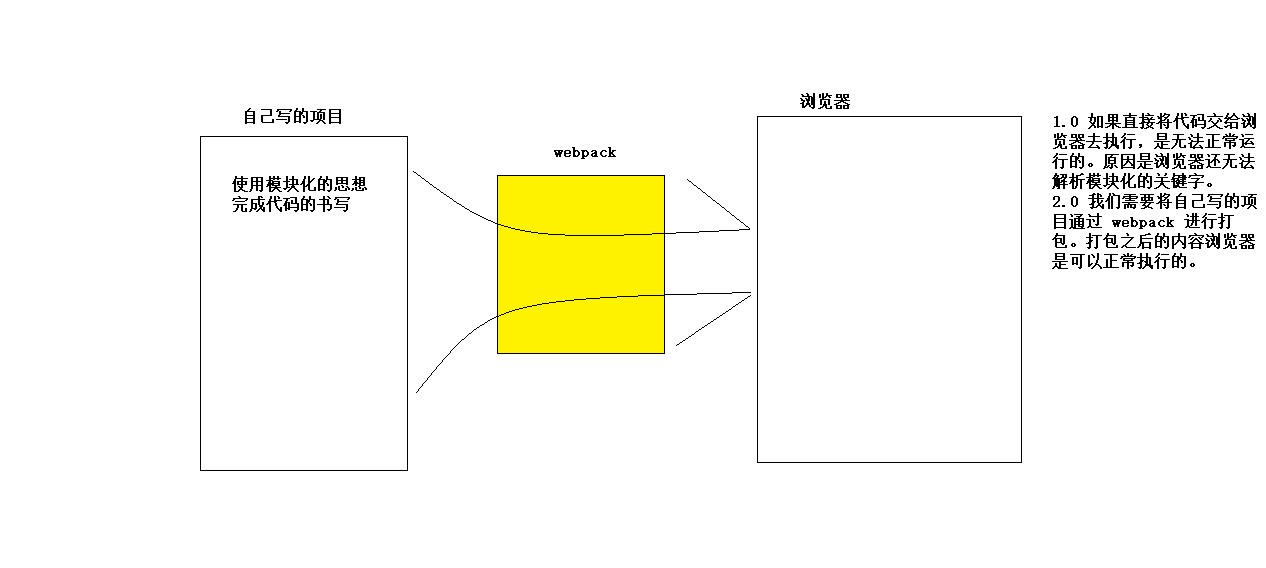 自己写的项目
使用模块化的思想
完成代码的书写
webpack
浏览器
1.0 如果直接将代码交给浏
览器去执行，是无法正常运
行的。原因是浏览器还无法
解析模块化的关键字。
2.0 我们需要将自己写的项
目通过 webpack 进行打
包。打包之后的内容浏览器
是可以正常执行的。